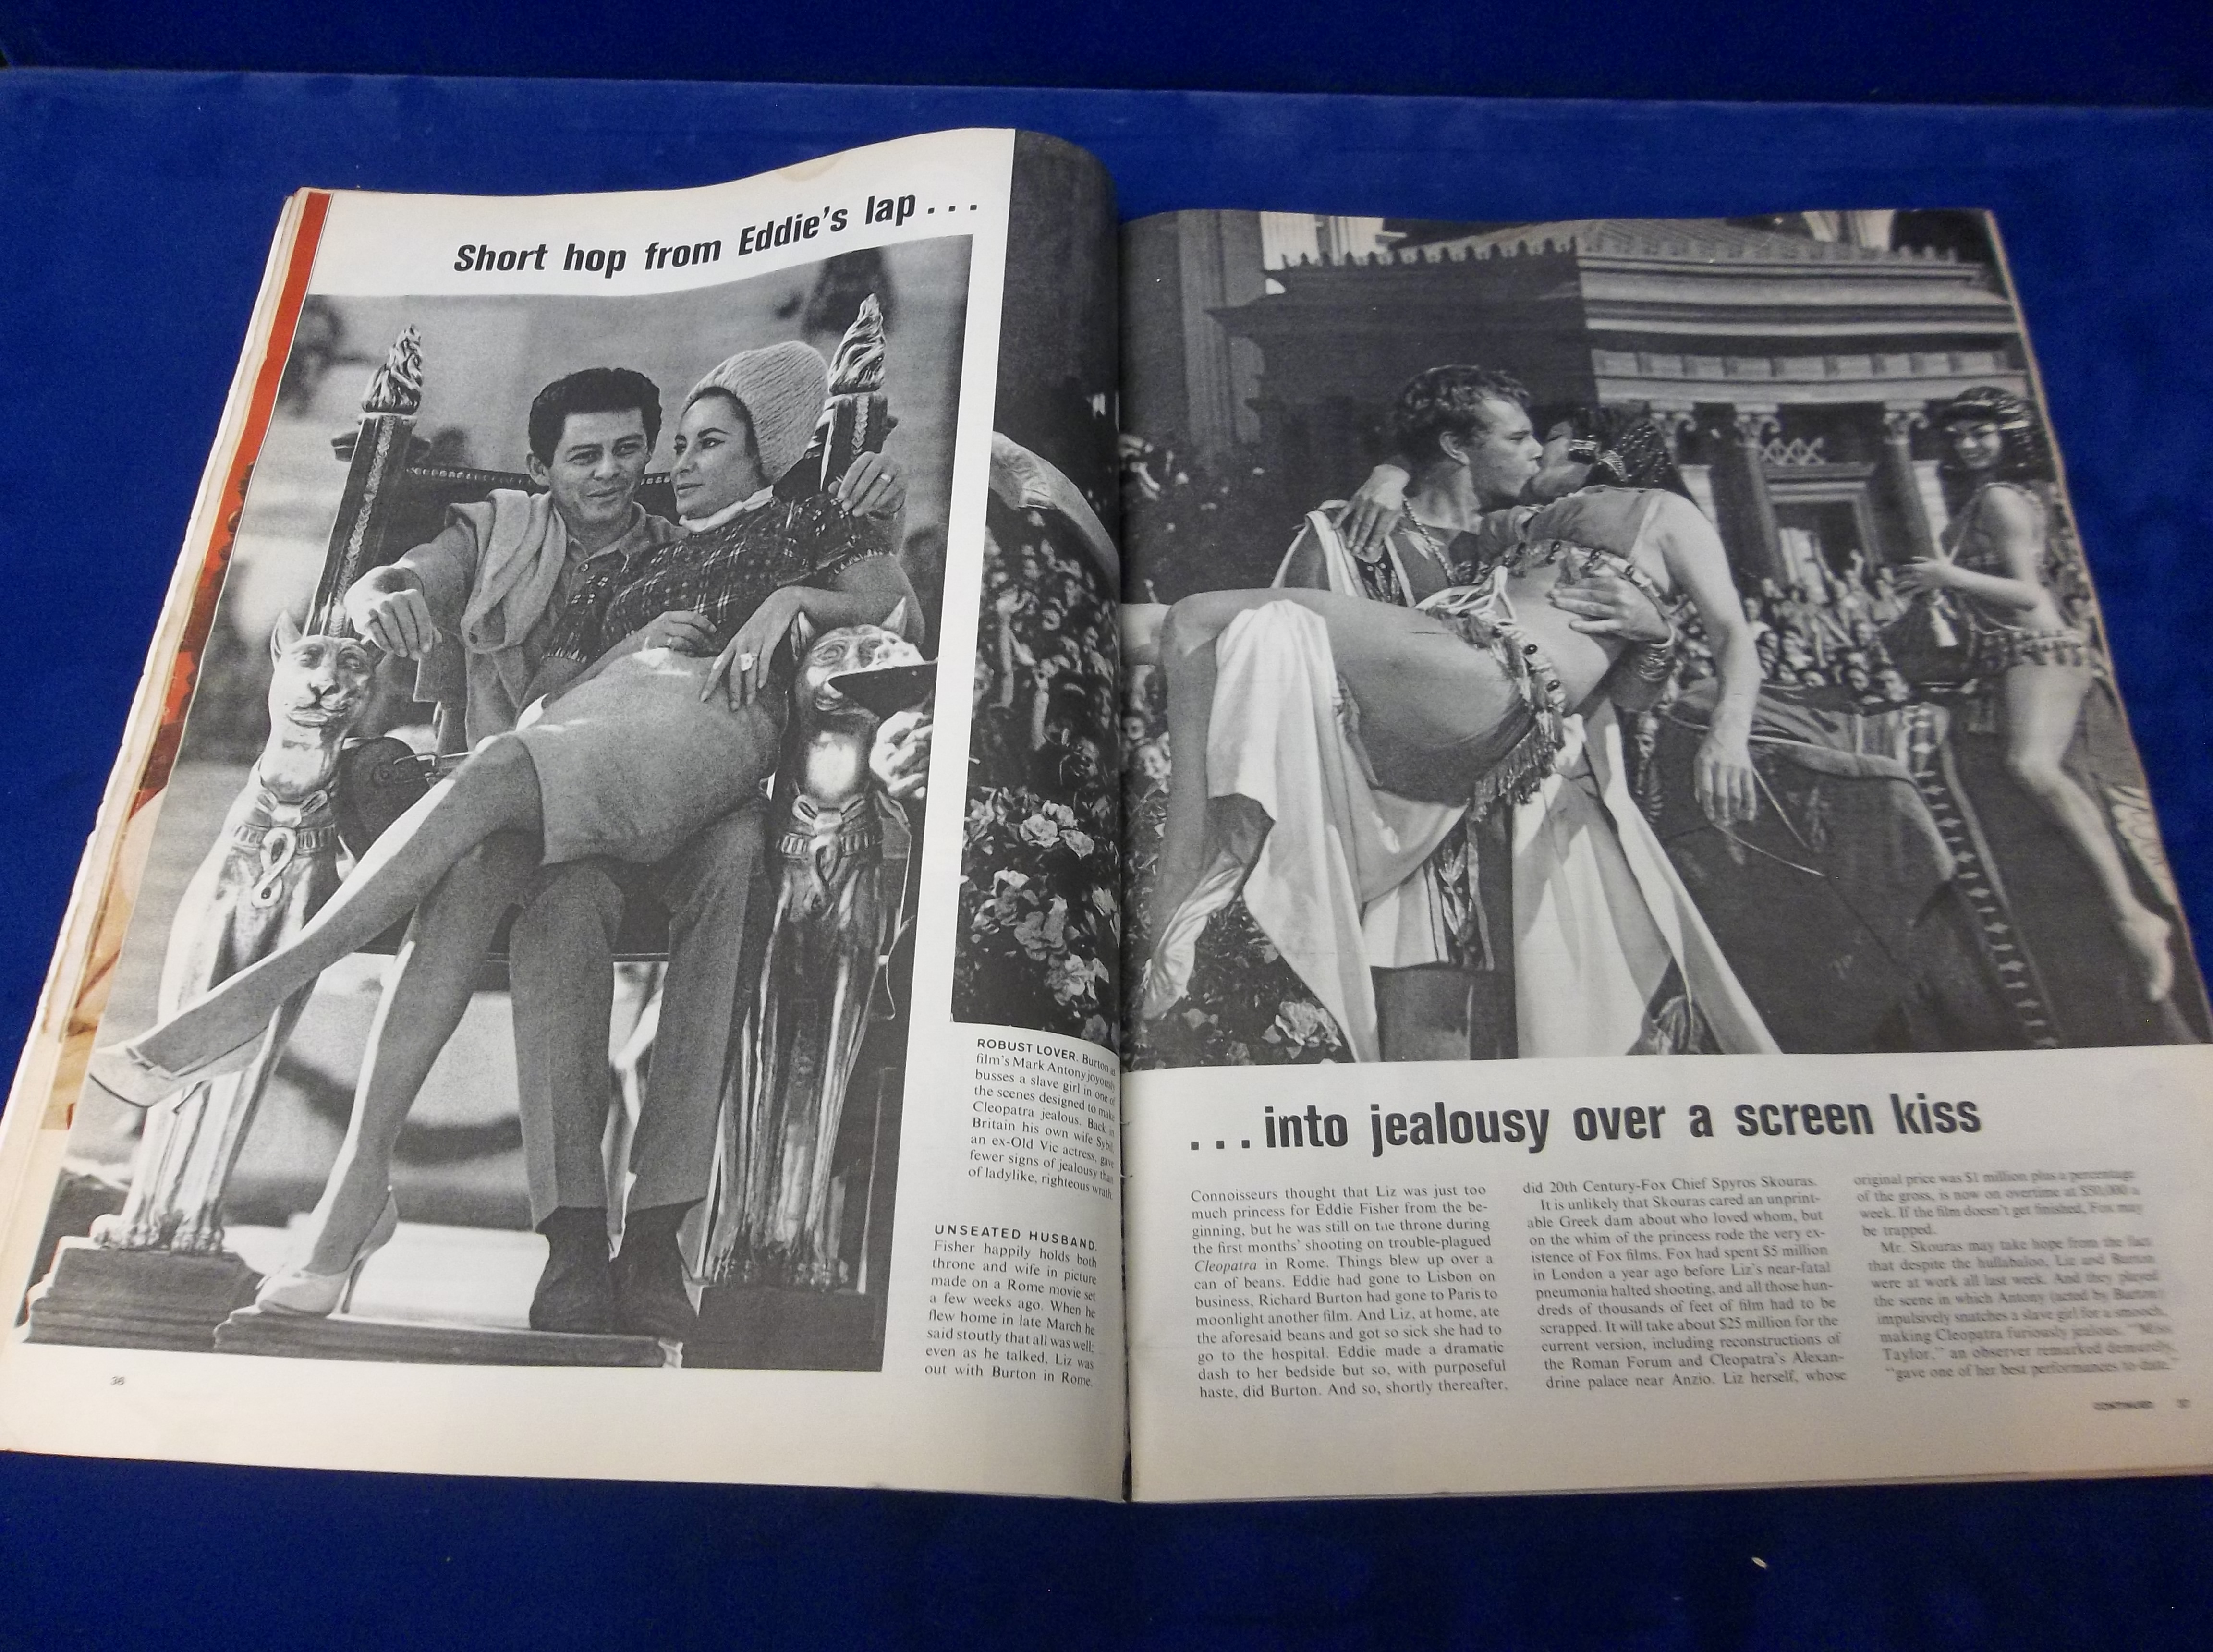 Short hop from Eddie's lap . . .
ROBUST LOVER. Burton as
film's Mark Antony joyously
busses a slave girl in one of
the scenes designed to make
Cleopatra jealous. Back in
Britain his own wife Sybil,
an ex-Old Vic actress, gave
fewer signs of jealousy than
of ladylike, righteous wrath.
UNSEATED HUSBAND.
Fisher happily holds both
throne and wife in picture
made on a Rome movie set
a few weeks ago. When he
flew home in late March he
said stoutly that all was well;
even as he talked, Liz was
out with Burton in Rome.
36
. . . into jealousy over a screen kiss
Connoisseurs thought that Liz was just too
much princess for Eddie Fisher from the be-
ginning, but he was still on the throne during
the first months' shooting on trouble-plagued
Cleopatra in Rome. Things blew up over a
can of beans. Eddie had gone to Lisbon on
business, Richard Burton had gone to Paris to
moonlight another film. And Liz, at home, ate
the aforesaid beans and got so sick she had to
go to the hospital. Eddie made a dramatic
dash to her bedside but so, with purposeful
haste, did Burton. And so, shortly thereafter,
did 20th Century-Fox Chief Spyros Skouras.
It is unlikely that Skouras cared an unprint-
able Greek dam about who loved whom, but
on the whim of the princess rode the very ex-
istence of Fox films. Fox had spent $5 million
in London a year ago before Liz's near-fatal
pneumonia halted shooting, and all those hun-
dreds of thousands of feet of film had to be
scrapped. It will take about $25 million for the
current version, including reconstructions of
the Roman Forum and Cleopatra's Alexan-
drine palace near Anzio. Liz herself, whose
original price was $1 million plus a percentage
of the gross, is now on overtime at $50,000 a
week. If the film doesn't get finished, Fox may
be trapped.
Mr. Skouras may take hope from the fact
that despite the hullabaloo, Liz and Burton
were at work all last week. And they played
the scene in which Antony (acted by Burton)
impulsively snatches a slave girl for a smooch,
making Cleopatra furiously jealous. "Miss
Taylor," an observer remarked demurely,
"gave one of her best performances to date."
CONTINUED 37